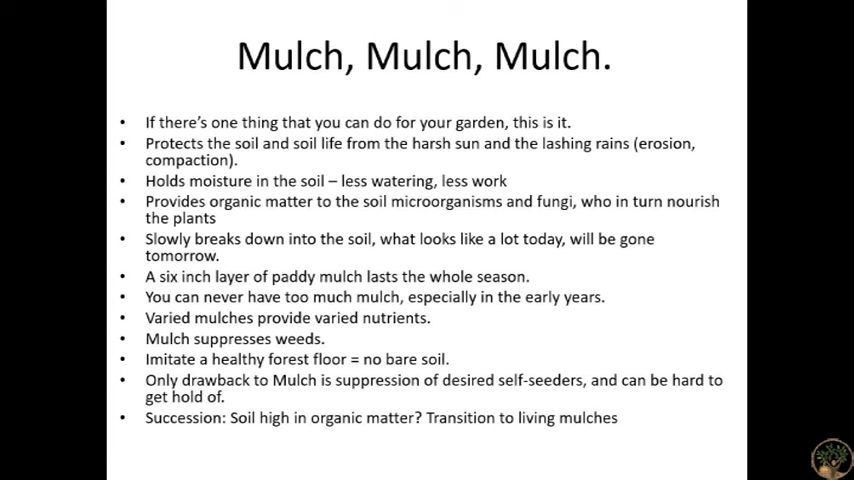 Mulch, Mulch, Mulch.
• If there's one thing that you can do for your garden, this is it.
• Protects the soil and soil life from the harsh sun and the lashing rains (erosion,
compaction).
• Holds moisture in the soil – less watering, less work
• Provides organic matter to the soil microorganisms and fungi, who in turn nourish
the plants
• Slowly breaks down into the soil, what looks like a lot today, will be gone
tomorrow.
• A six inch layer of paddy mulch lasts the whole season.
• You can never have too much mulch, especially in the early years.
• Varied mulches provide varied nutrients.
• Mulch suppresses weeds.
• Imitate a healthy forest floor = no bare soil.
• Only drawback to Mulch is suppression of desired self-seeders, and can be hard to
get hold of.
• Succession: Soil high in organic matter? Transition to living mulches